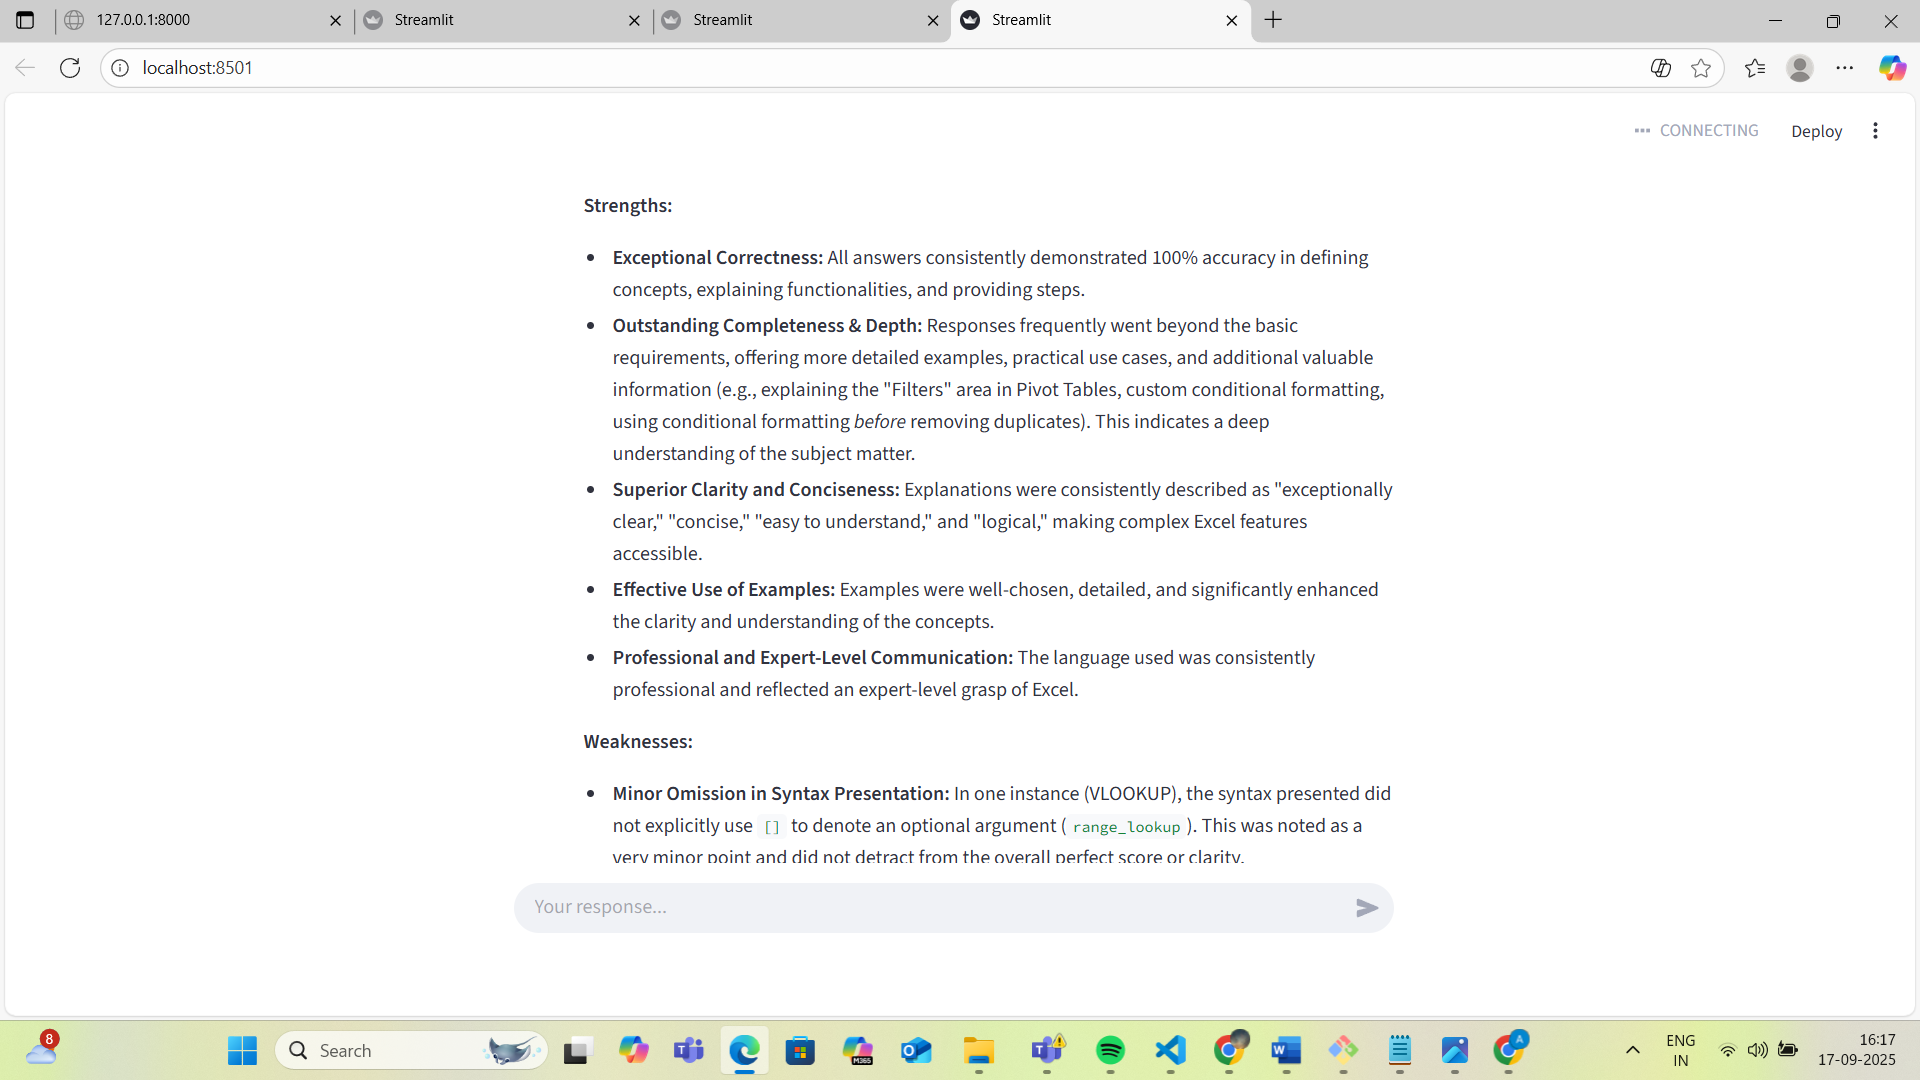 127.0.0.1:8000
Streamlit
Streamlit
Streamlit
localhost:8501
CONNECTING
Deploy
Strengths:
Exceptional Correctness: All answers consistently demonstrated 100% accuracy in defining
concepts, explaining functionalities, and providing steps.
Outstanding Completeness & Depth: Responses frequently went beyond the basic
requirements, offering more detailed examples, practical use cases, and additional valuable
information (e.g., explaining the "Filters" area in Pivot Tables, custom conditional formatting,
using conditional formatting before removing duplicates). This indicates a deep
understanding of the subject matter.
Superior Clarity and Conciseness: Explanations were consistently described as "exceptionally
clear," "concise," "easy to understand," and "logical," making complex Excel features
accessible.
Effective Use of Examples: Examples were well-chosen, detailed, and significantly enhanced
the clarity and understanding of the concepts.
Professional and Expert-Level Communication: The language used was consistently
professional and reflected an expert-level grasp of Excel.
Weaknesses:
Minor Omission in Syntax Presentation: In one instance (VLOOKUP), the syntax presented did
not explicitly use [] to denote an optional argument ( range_lookup ). This was noted as a
very minor point and did not detract from the overall perfect score or clarity.
Your response...
8
Search
M365
A
ENG
IN
16:17
17-09-2025